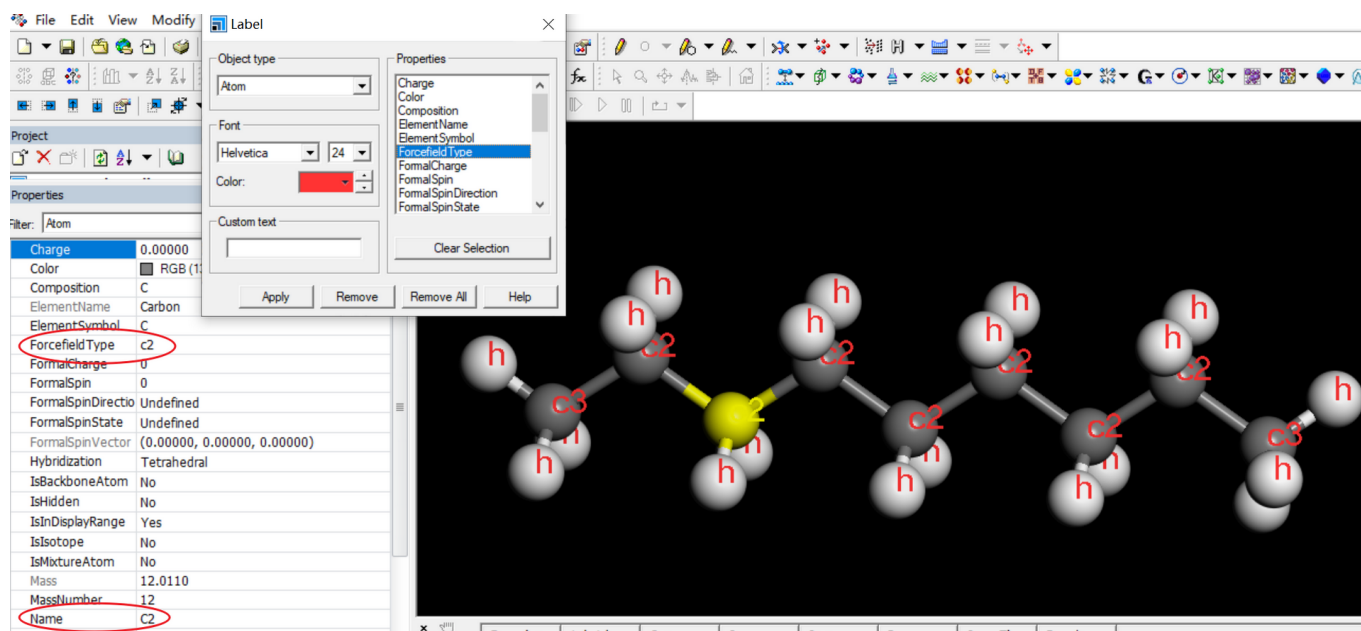 File Edit View Modify
Label
Object type
Atom
Font
Helvetica 24
Color:
Custom text
Properties
Charge
Color
Composition
ElementName
ElementSymbol
ForcefieldType
FormalCharge
FormalSpin
FormalSpinDirection
FormalSpinState
Clear Selection
Apply Remove Remove All Help
Project
Properties
Filter: Atom
Charge 0.00000
Color RGB (1
Composition C
ElementName Carbon
ElementSymbol C
ForcefieldType c2
FormalCharge 0
FormalSpin 0
FormalSpinDirectio Undefined
FormalSpinState Undefined
FormalSpinVector (0.00000, 0.00000, 0.00000)
Hybridization Tetrahedral
IsBackboneAtom No
IsHidden No
IsInDisplayRange Yes
IsIsotope No
IsMixtureAtom No
Mass 12.0110
MassNumber 12
Name C2
h h h h
h h h h
h c2 c2 c2 c2 h
c3 2 c2 c2 c3
h h h h h h h h